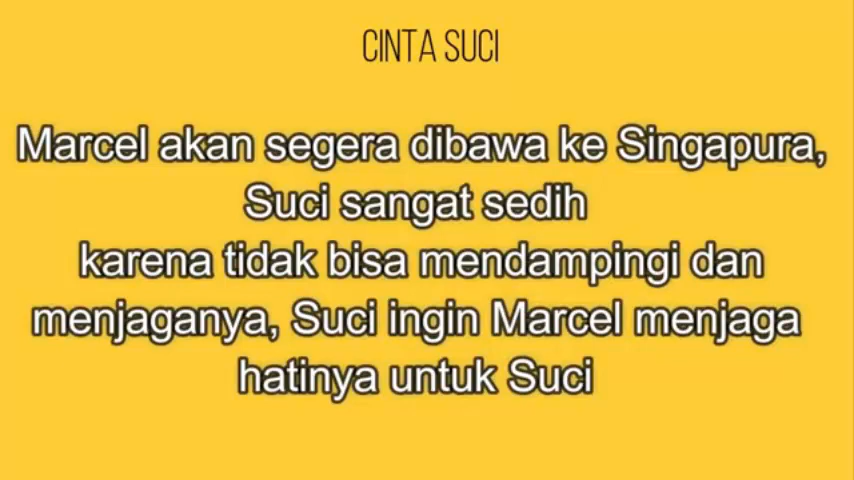 CINTA SUCI
Marcel akan segera dibawa ke Singapura,
Suci sangat sedih
karena tidak bisa mendampingi dan
menjaganya, Suci ingin Marcel menjaga
hatinya untuk Suci